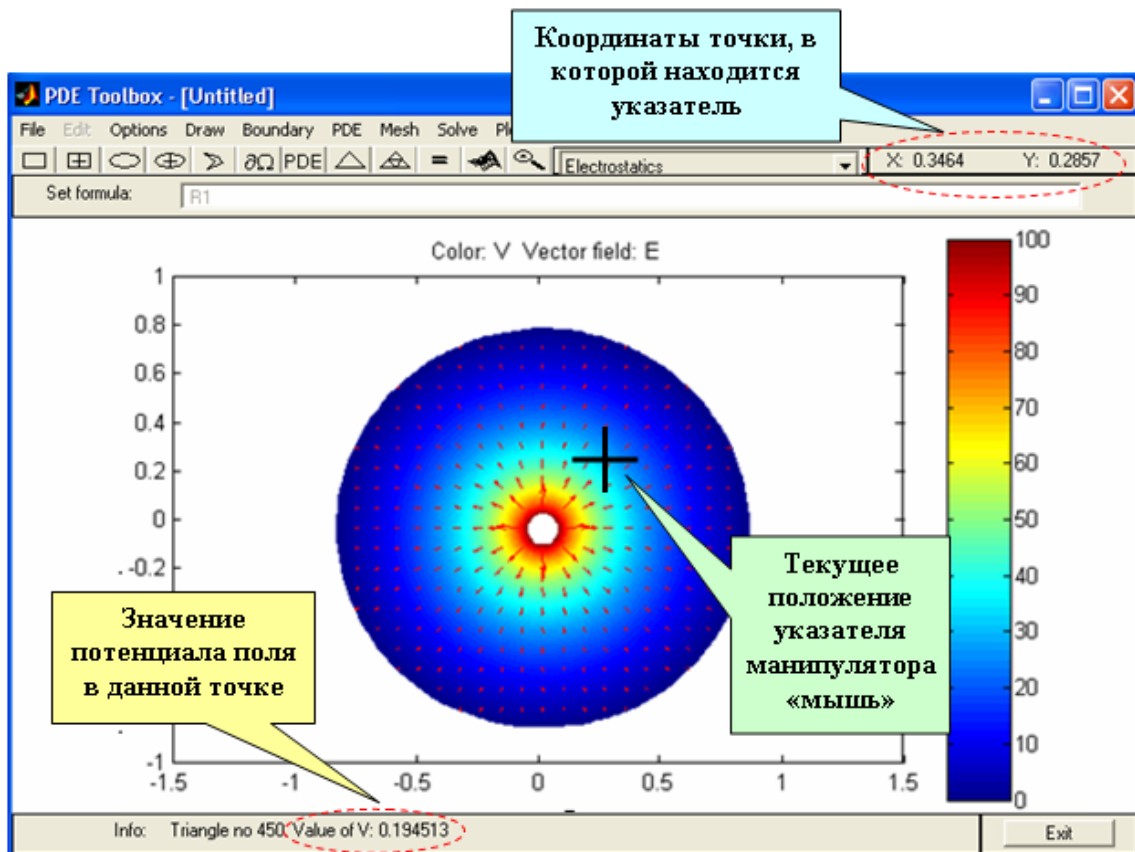 Координаты точки, в
которой находится
указатель
PDE Toolbox - [Untitled]
File Edit Options Draw Boundary PDE Mesh Solve
∂Ω PDE = Electrostatics X: 0.3464 Y: 0.2857
Set formula: R1
Color: V Vector field: E
1
0.8
0.6
0.4
0.2
0
-0.2
-1
-1.5 -1 -0.5 0 0.5 1 1.5
100
90
80
70
60
50
40
30
20
10
0
Текущее
положение
указателя
манипулятора
«мышь»
Значение
потенциала поля
в данной точке
Info: Triangle no 450 Value of V: 0.194513 Exit